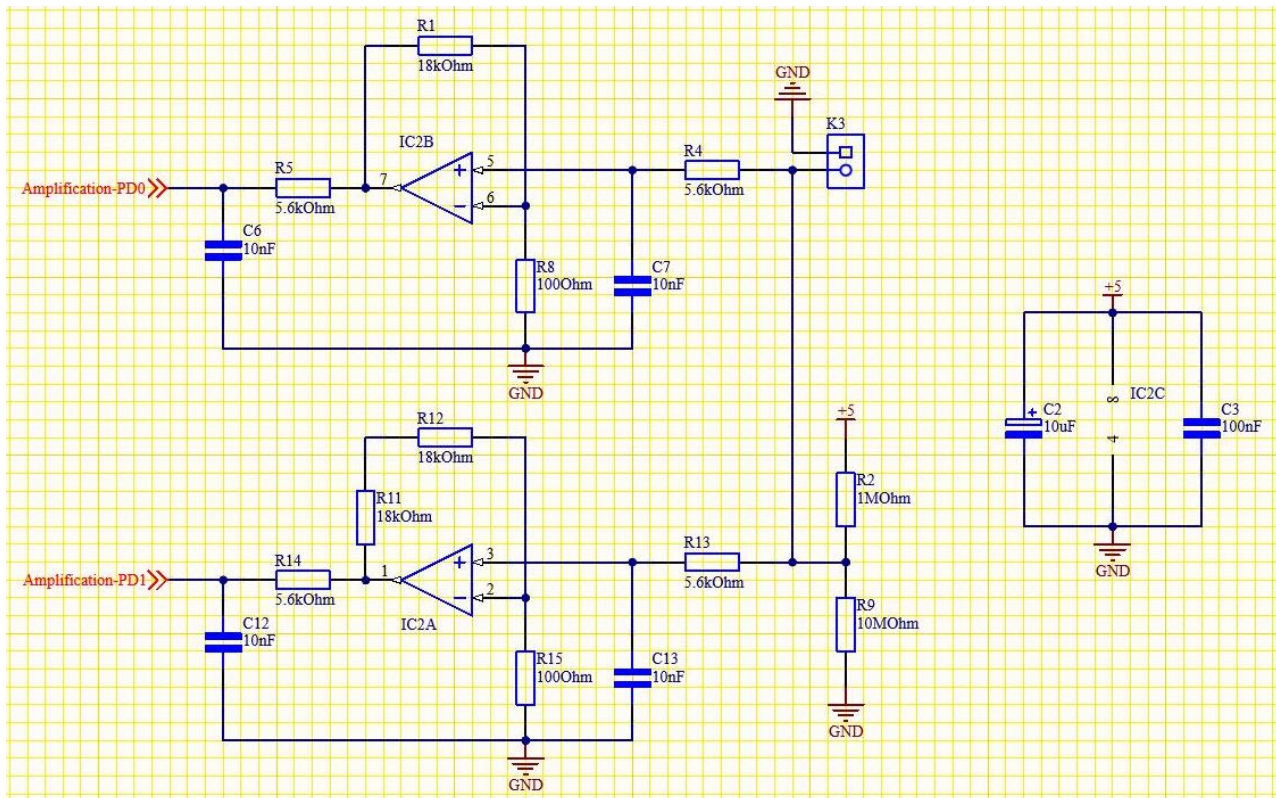 R1
18kOhm
GND
K3
IC2B
R4
5.6kOhm
+ 5
7
- 6
R5
5.6kOhm
Amplification-PD0
C6
10nF
R8
100Ohm
C7
10nF
GND
+5
IC2C
8
4
C2
+
10uF
C3
100nF
GND
R12
18kOhm
+5
R11
18kOhm
R2
1MOhm
R13
5.6kOhm
+ 3
1
- 2
IC2A
R14
5.6kOhm
Amplification-PD1
C12
10nF
R9
10MOhm
R15
100Ohm
C13
10nF
GND
GND